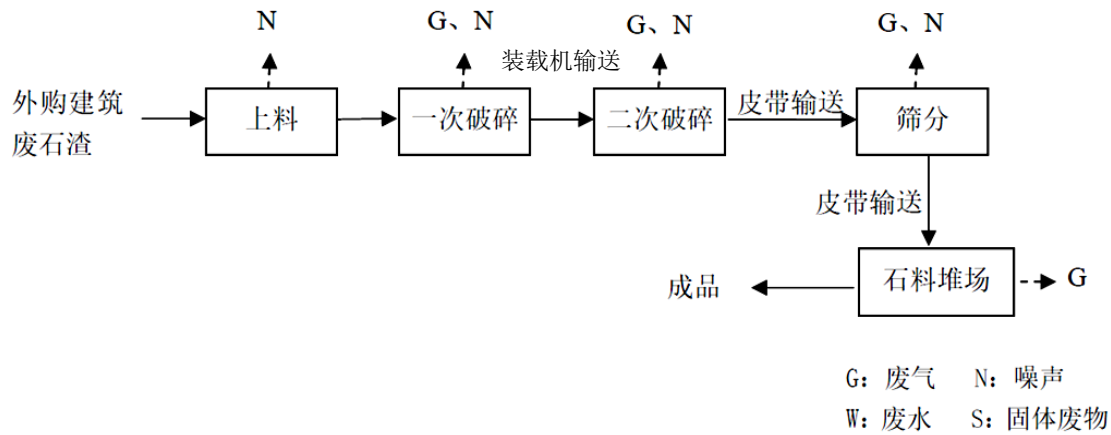 N
G、N
G、N
G、N
装载机输送
外购建筑
废石渣
上料
一次破碎
二次破碎
皮带输送
筛分
皮带输送
成品
石料堆场
G
G：废气 N：噪声
W：废水 S：固体废物